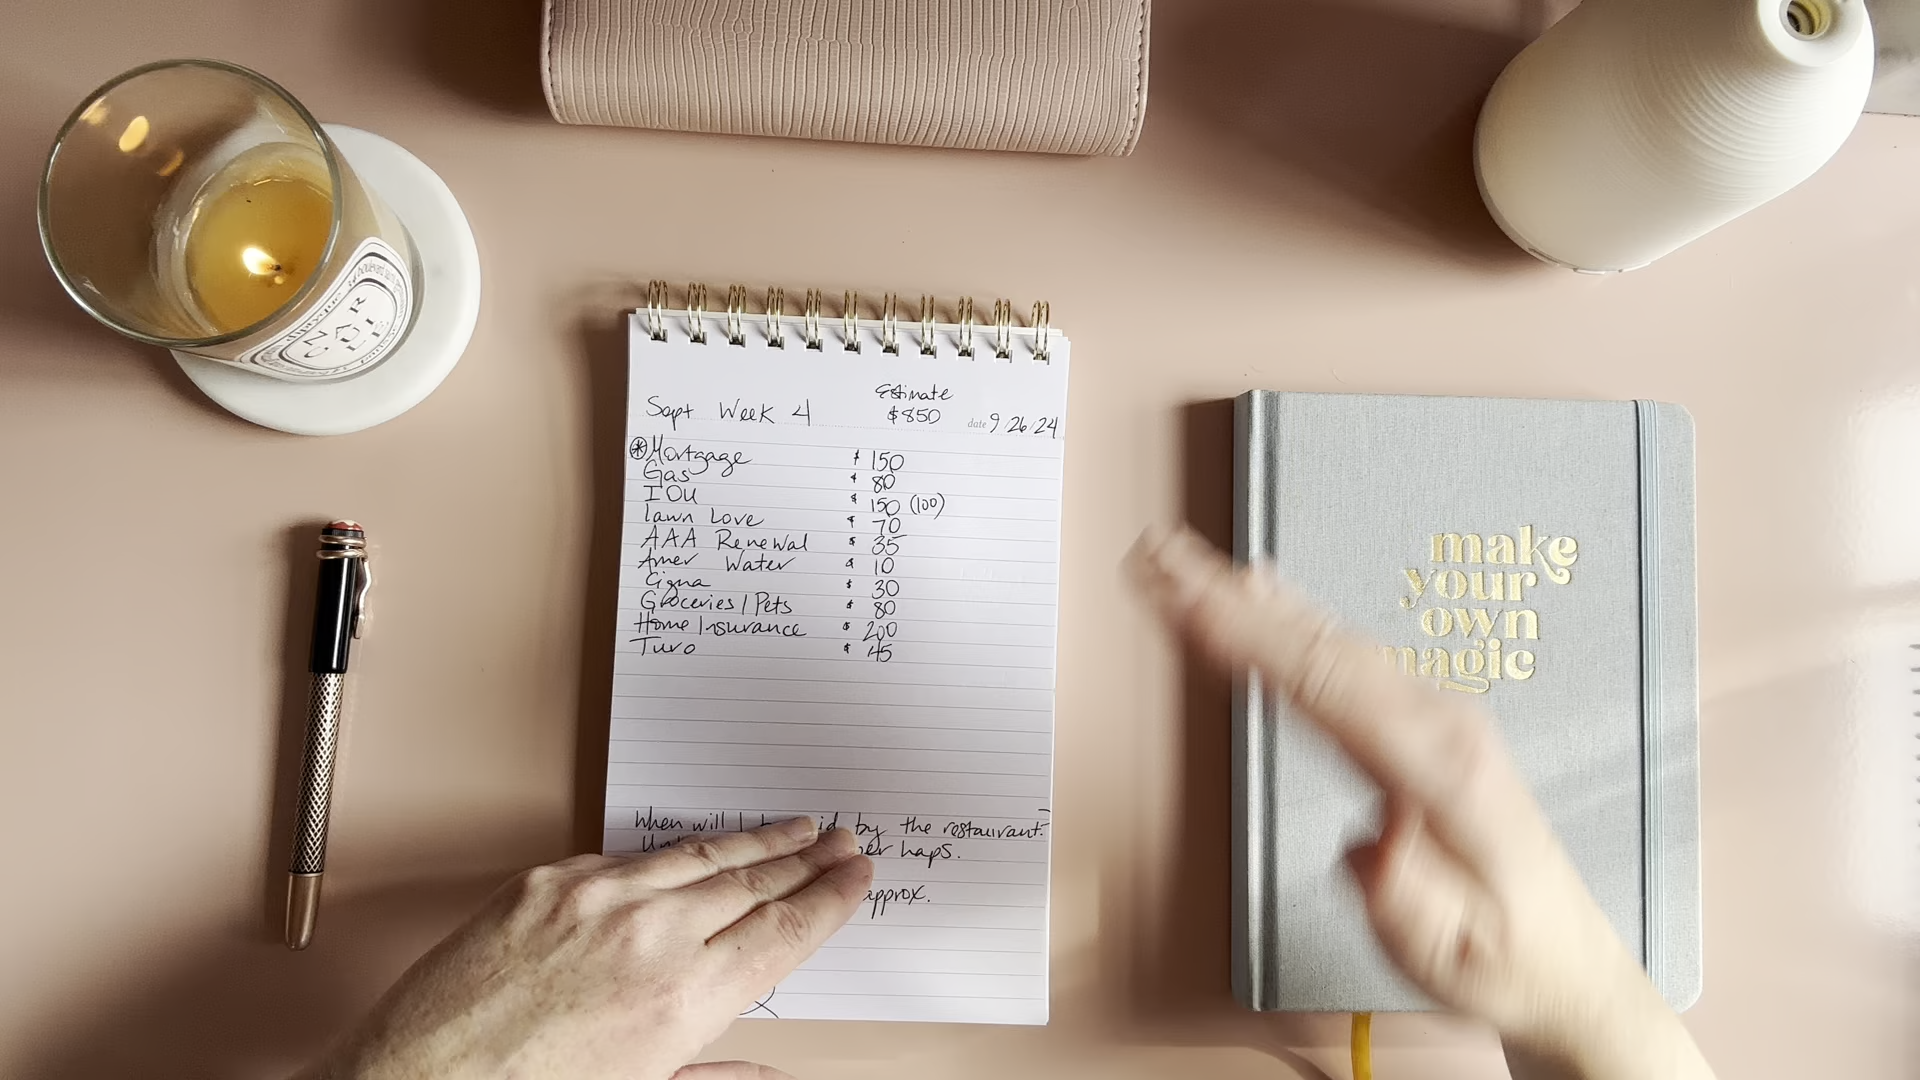 Estimate
Sept Week 4 $850 date 9/26/24
Mortgage $ 150
Gas $ 80
IOU $ 150 (100)
lawn Love $ 70
AAA Renewal $ 35
Amer Water $ 10
Cigna $ 30
Groceries / Pets $ 80
Home Insurance $ 200
Turo $ 45
When will I by the restaurant?
haps.
approx.
make
your
own
magic